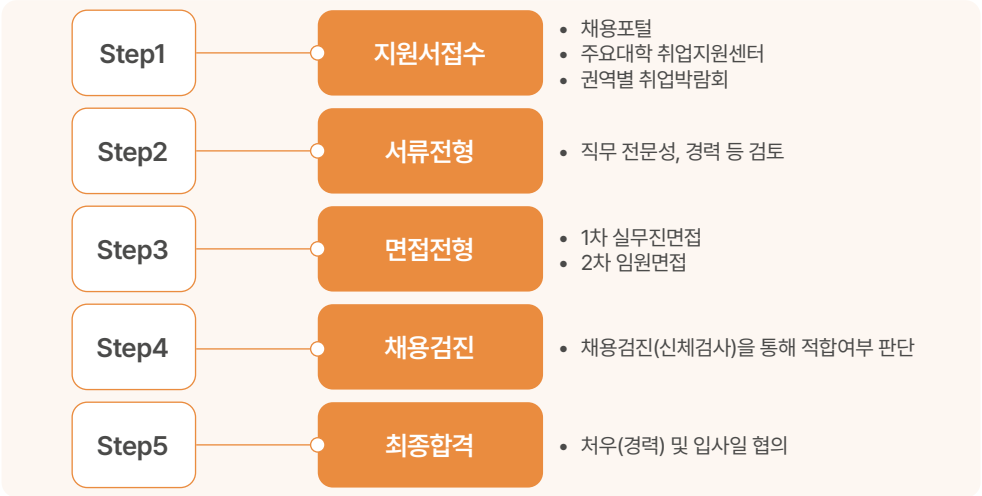 Step1
지원서접수
• 채용포털
• 주요대학 취업지원센터
• 권역별 취업박람회
Step2
서류전형
• 직무 전문성, 경력 등 검토
Step3
면접전형
• 1차 실무진면접
• 2차 임원면접
Step4
채용검진
• 채용검진(신체검사)을 통해 적합여부 판단
Step5
최종합격
• 처우(경력) 및 입사일 협의